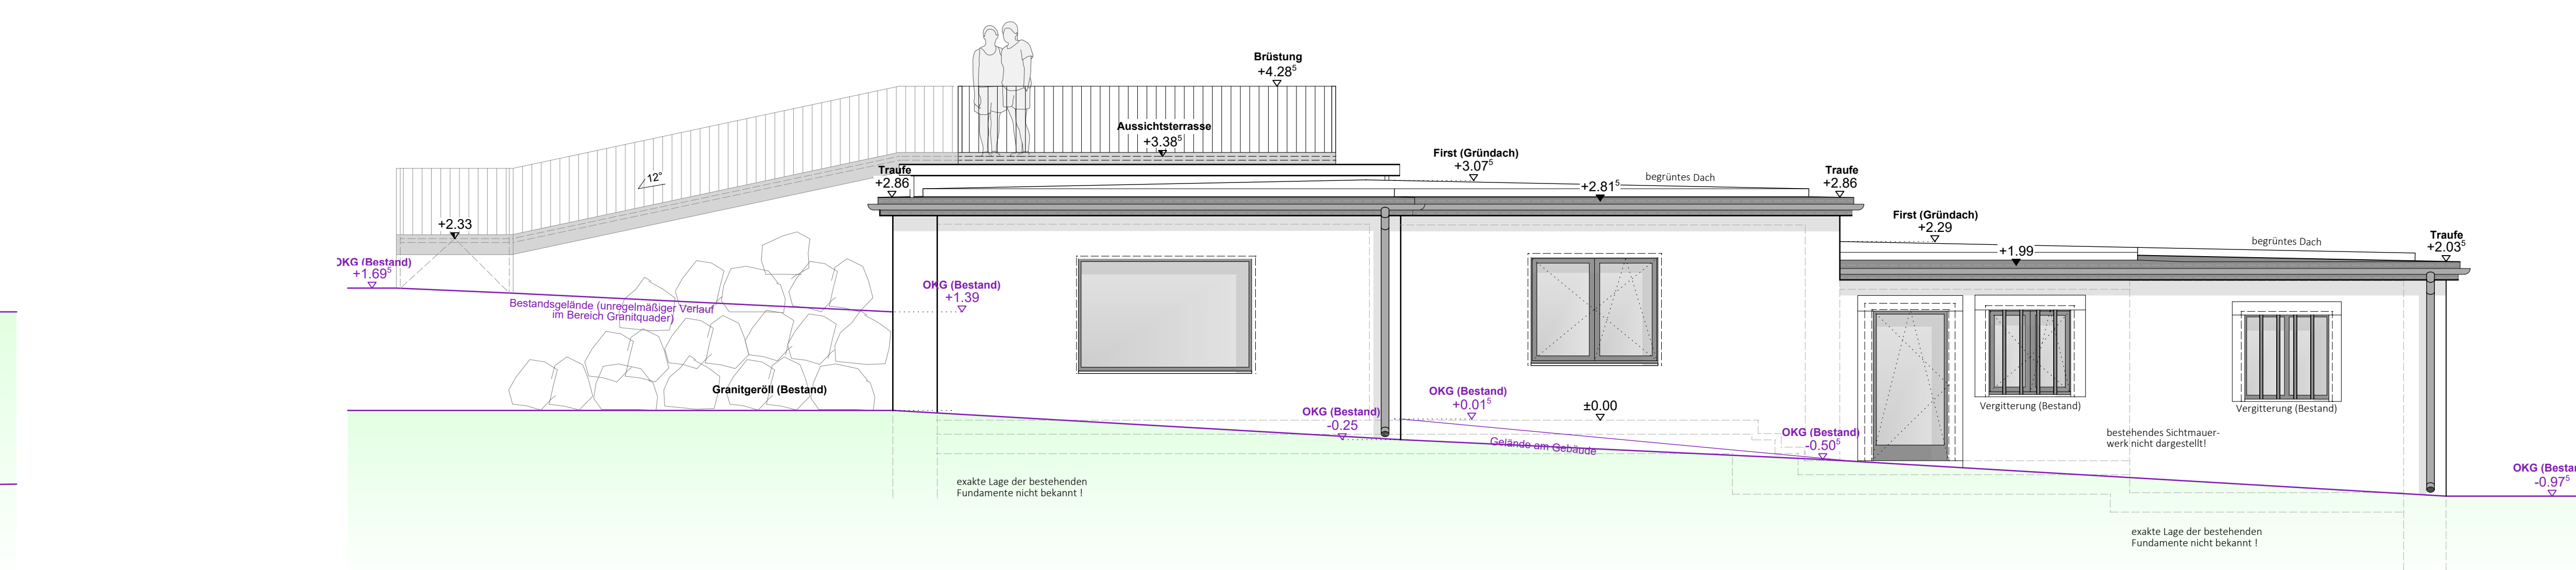 Brüstung
+4.28⁵
Aussichtsterrasse
+3.38⁵
First (Gründach)
+3.07⁵
12°
Traufe
+2.86
+2.81⁵
begrüntes Dach
Traufe
+2.86
+2.33
First (Gründach)
+2.29
+1.99
begrüntes Dach
Traufe
+2.03⁵
OKG (Bestand)
+1.69⁵
Bestandsgelände (unregelmäßiger Verlauf
im Bereich Granitquader)
OKG (Bestand)
+1.39
Granitgeröll (Bestand)
OKG (Bestand)
-0.25
OKG (Bestand)
+0.01⁵
±0.00
Gelände am Gebäude
OKG (Bestand)
-0.50⁵
Vergitterung (Bestand)
Vergitterung (Bestand)
bestehendes Sichtmauer-
werk nicht dargestellt!
OKG (Bestan
-0.97⁵
exakte Lage der bestehenden
Fundamente nicht bekannt !
exakte Lage der bestehenden
Fundamente nicht bekannt !